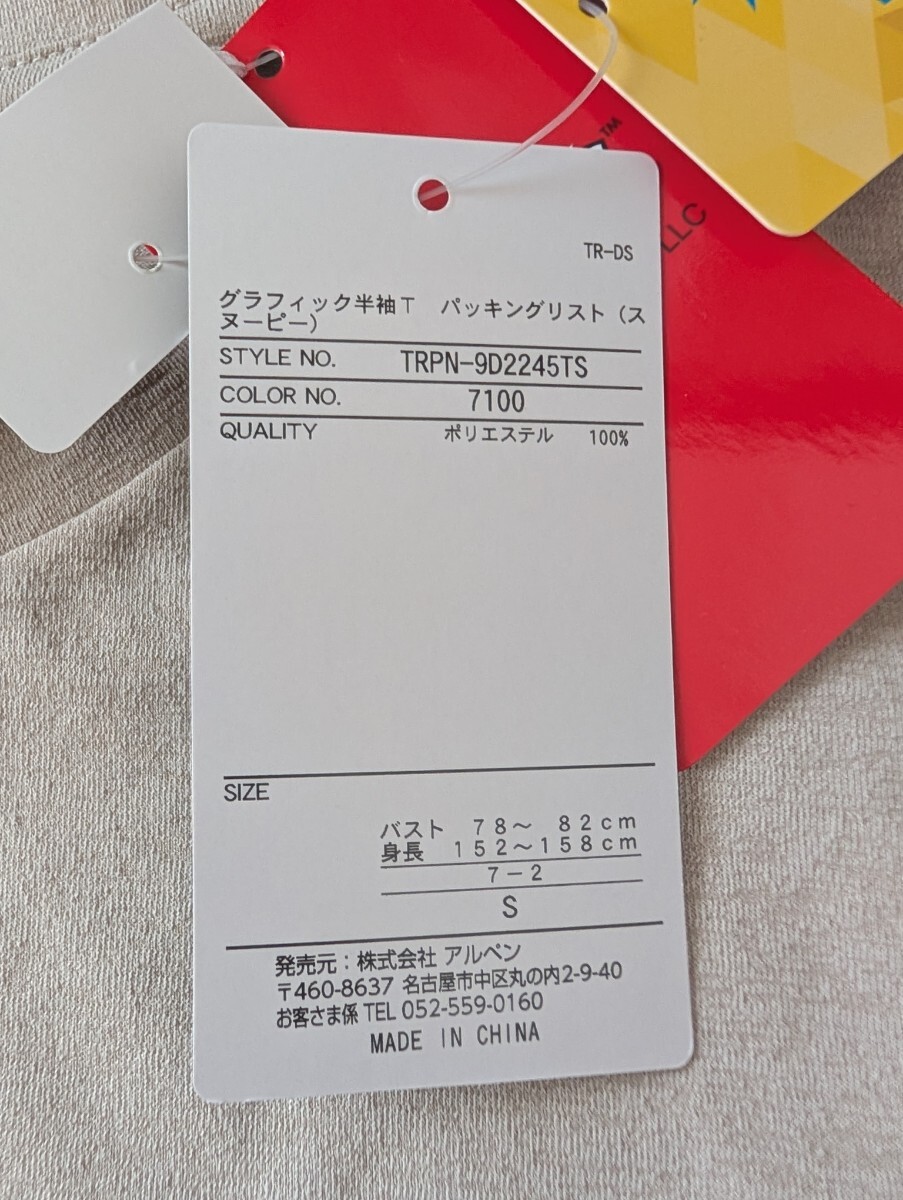 TM
LLC
TR-DS
グラフィック半袖T　パッキングリスト（ス
ヌーピー）
STYLE NO. TRPN-9D2245TS
COLOR NO. 7100
QUALITY ポリエステル 100%
SIZE
バスト ７８～ ８２ｃｍ
身長 １５２～１５８ｃｍ
７－２
S
発売元：株式会社 アルペン
〒460-8637 名古屋市中区丸の内2-9-40
お客さま係 TEL 052-559-0160
MADE IN CHINA